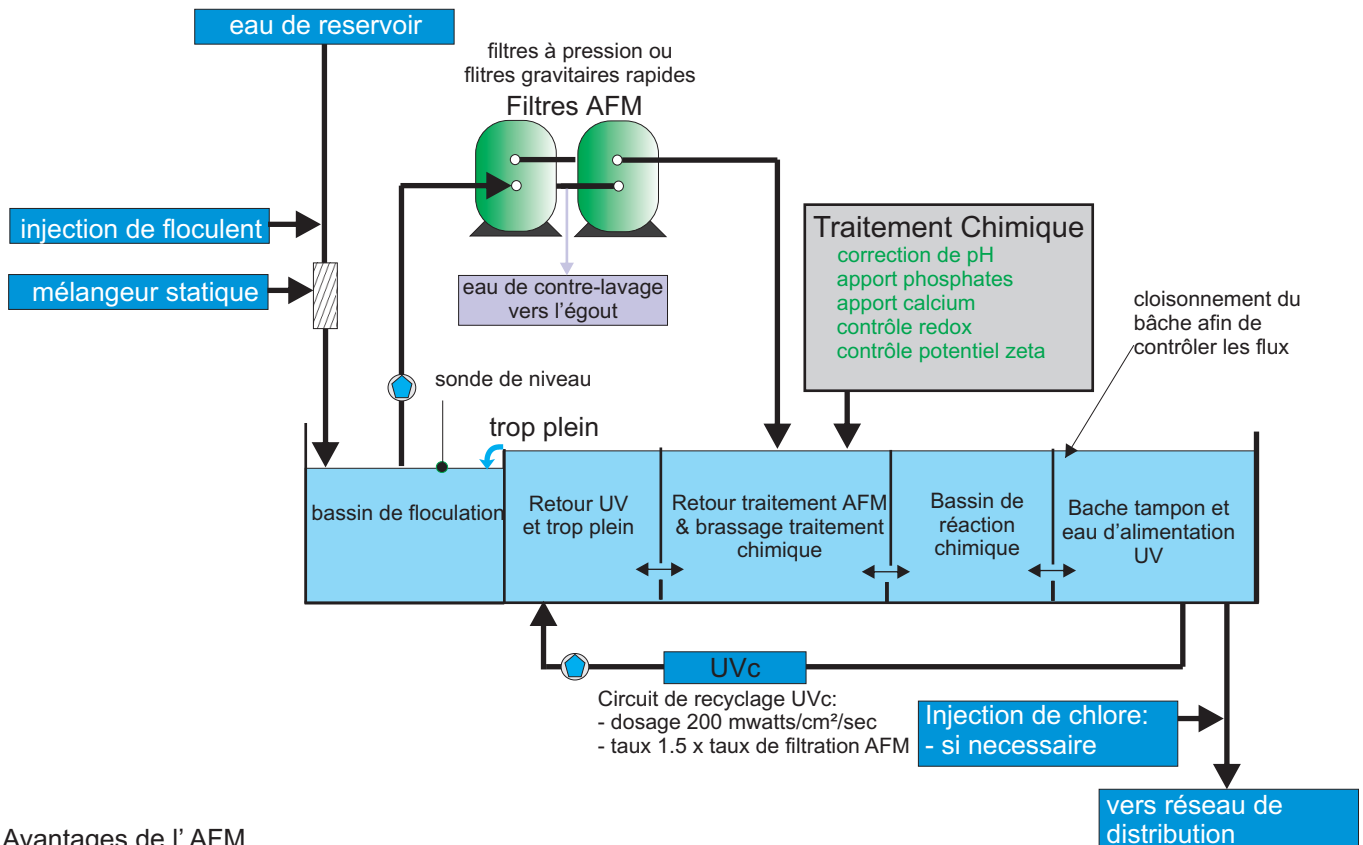 eau de reservoir
filtres à pression ou
flitres gravitaires rapides
Filtres AFM
injection de floculent
mélangeur statique
eau de contre-lavage
vers l'égout
Traitement Chimique
correction de pH
apport phosphates
apport calcium
contrôle redox
contrôle potentiel zeta
cloisonnement du
bâche afin de
contrôler les flux
sonde de niveau
trop plein
bassin de floculation
Retour UV
et trop plein
Retour traitement AFM
& brassage traitement
chimique
Bassin de
réaction
chimique
Bache tampon et
eau d'alimentation
UV
UVc
Circuit de recyclage UVc:
- dosage 200 mwatts/cm²/sec
- taux 1.5 x taux de filtration AFM
Injection de chlore:
- si necessaire
vers réseau de
distribution
Avantages de l' AFM